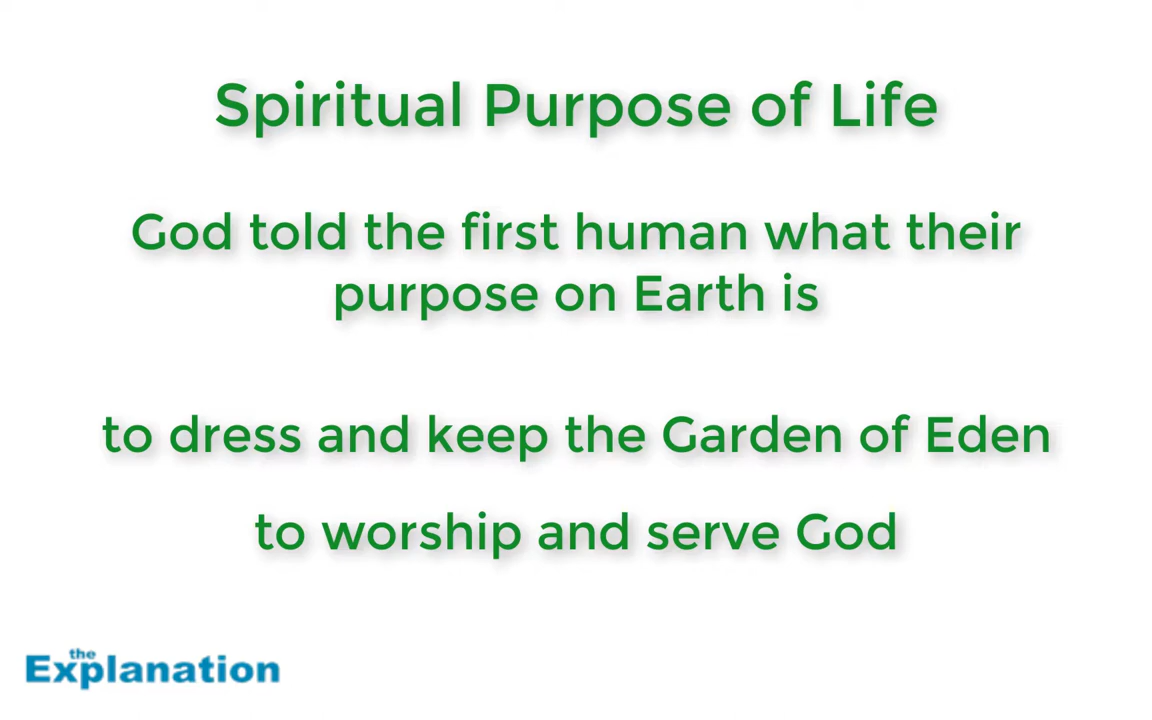 Spiritual Purpose of Life
God told the first human what their
purpose on Earth is
to dress and keep the Garden of Eden
to worship and serve God
the
Explanation